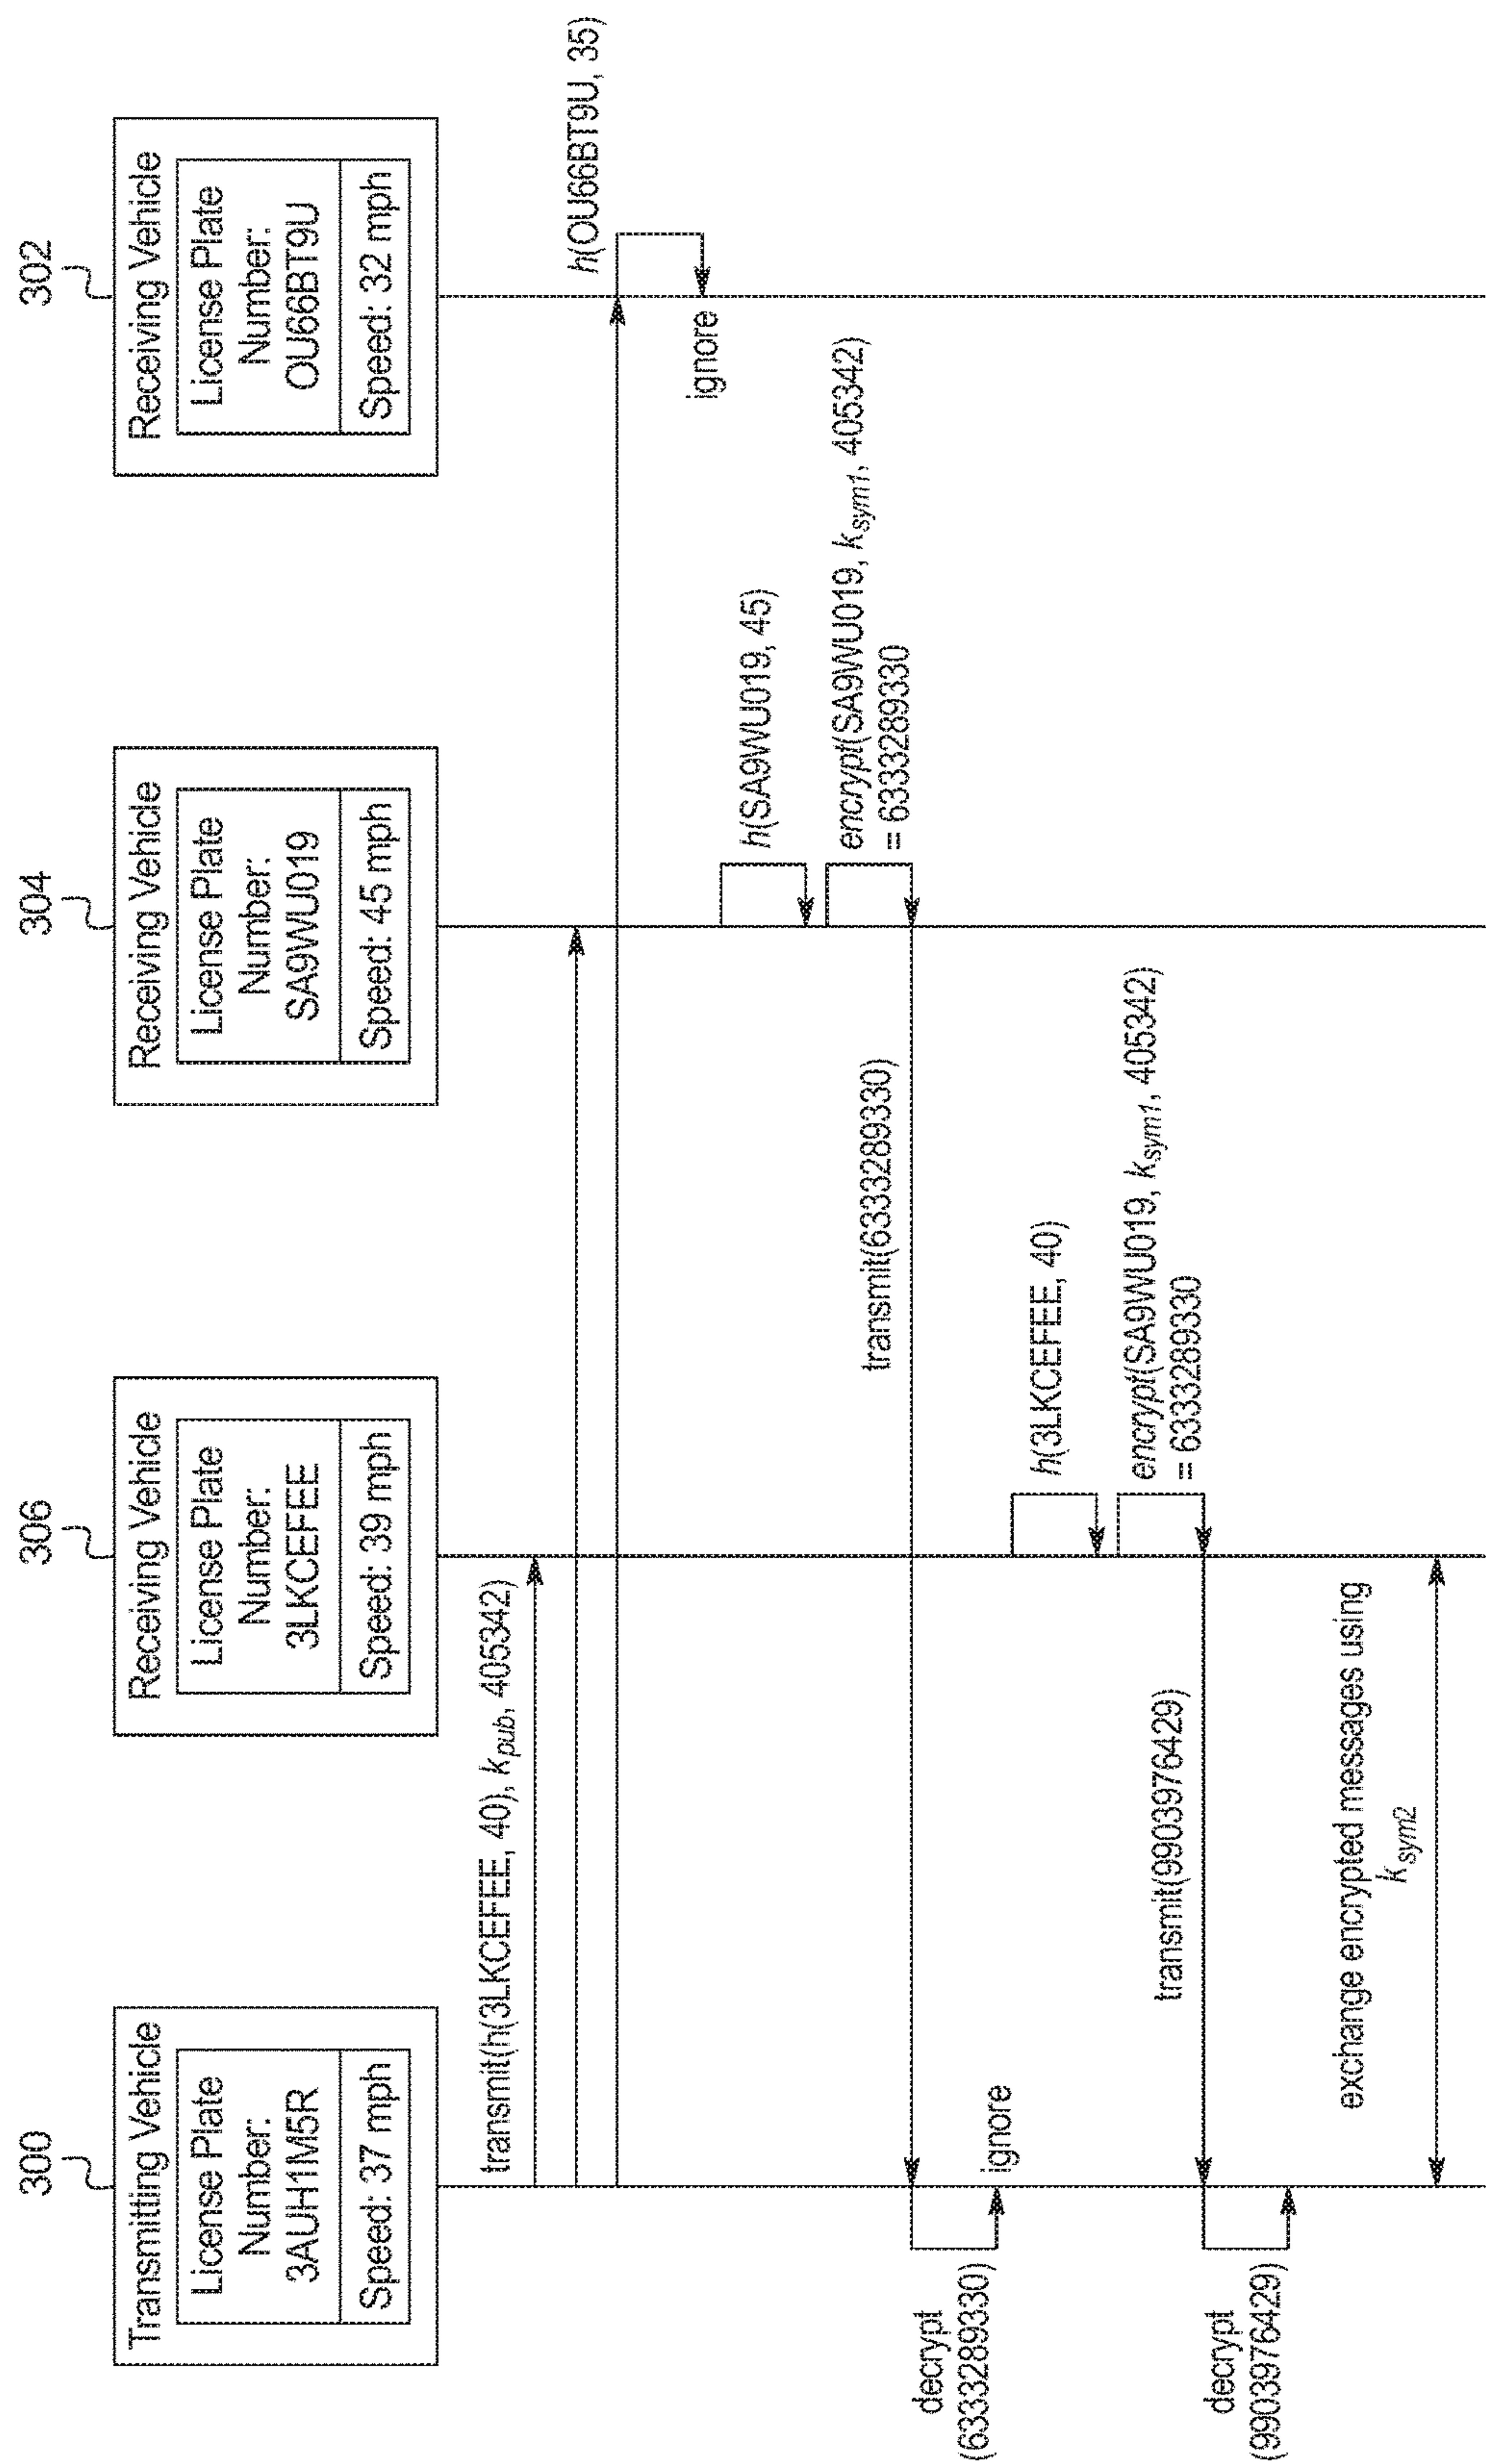 300
Transmitting Vehicle
License Plate
Number:
3AUH1M5R
Speed: 37 mph
306
Receiving Vehicle
License Plate
Number:
3LKCEFEE
Speed: 39 mph
304
Receiving Vehicle
License Plate
Number:
SA9WU019
Speed: 45 mph
302
Receiving Vehicle
License Plate
Number:
OU66BT9U
Speed: 32 mph
transmit(h(3LKCEFEE, 40), kpub, 405342)
h(OU66BT9U, 35)
ignore
h(SA9WU019, 45)
encrypt(SA9WU019, ksym1, 405342)
= 6333289330
transmit(6333289330)
decrypt
(6333289330)
ignore
h(3LKCEFEE, 40)
encrypt(SA9WU019, ksym1, 405342)
= 6333289330
transmit(9903976429)
decrypt
(9903976429)
exchange encrypted messages using
ksym2